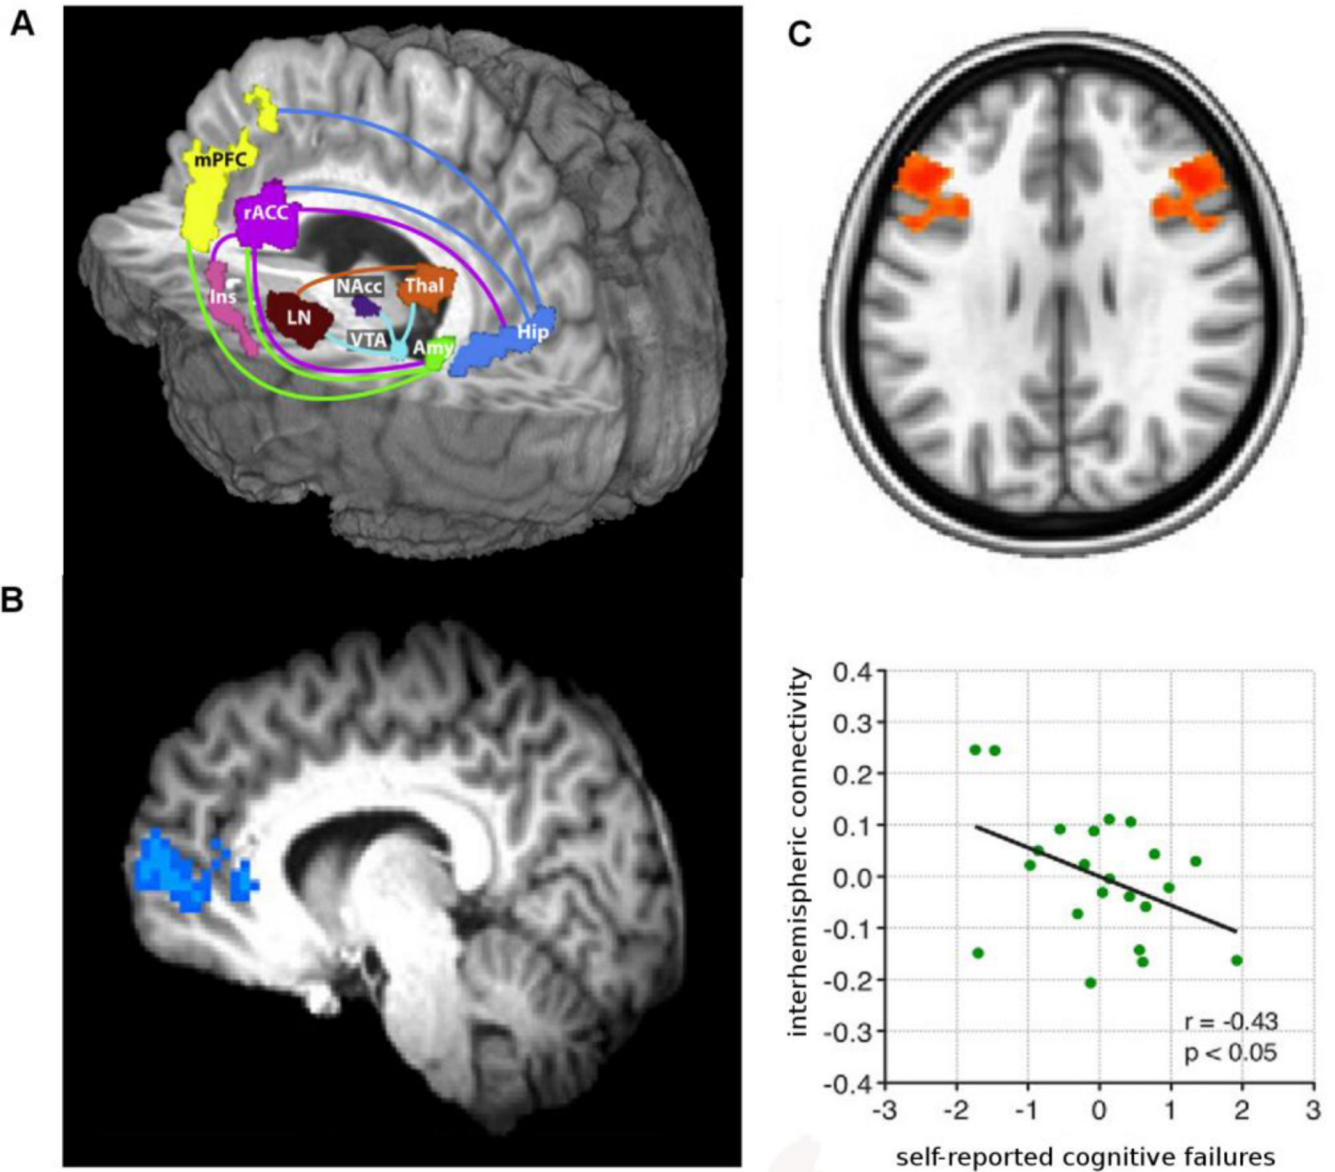 A
mPFC
rACC
Ins
LN
NAcc
VTA
Thal
Amy
Hip
B
C
interhemispheric connectivity
0.4
0.3
0.2
0.1
0.0
-0.1
-0.2
-0.3
-0.4
r = -0.43
p < 0.05
-3 -2 -1 0 1 2 3
self-reported cognitive failures